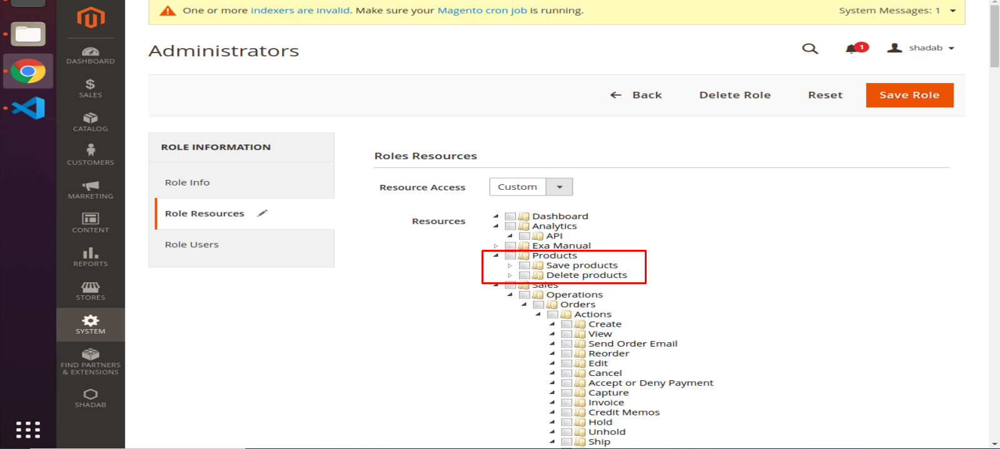 One or more indexers are invalid. Make sure your Magento cron job is running.
System Messages: 1
Administrators
1
shadab
Back
Delete Role
Reset
Save Role
DASHBOARD
SALES
CATALOG
CUSTOMERS
MARKETING
CONTENT
REPORTS
STORES
SYSTEM
FIND PARTNERS
& EXTENSIONS
SHADAB
ROLE INFORMATION
Role Info
Role Resources
Role Users
Roles Resources
Resource Access
Custom
Resources
Dashboard
Analytics
API
Exa Manual
Products
Save products
Delete products
Sales
Operations
Orders
Actions
Create
View
Send Order Email
Reorder
Edit
Cancel
Accept or Deny Payment
Capture
Invoice
Credit Memos
Hold
Unhold
Ship